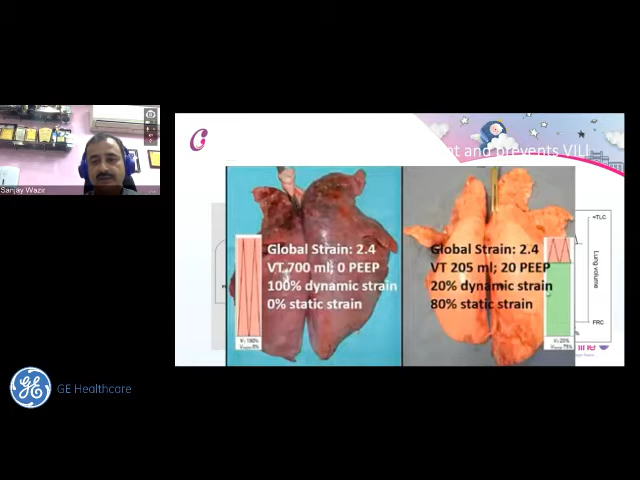 Sanjay Wazir
nt and prevents VILI
Global Strain: 2.4
VT 700 ml; 0 PEEP
100% dynamic strain
0% static strain
Global Strain: 2.4
VT 205 ml; 20 PEEP
20% dynamic strain
80% static strain
≈TLC
Lung volume
FRC
GE Healthcare